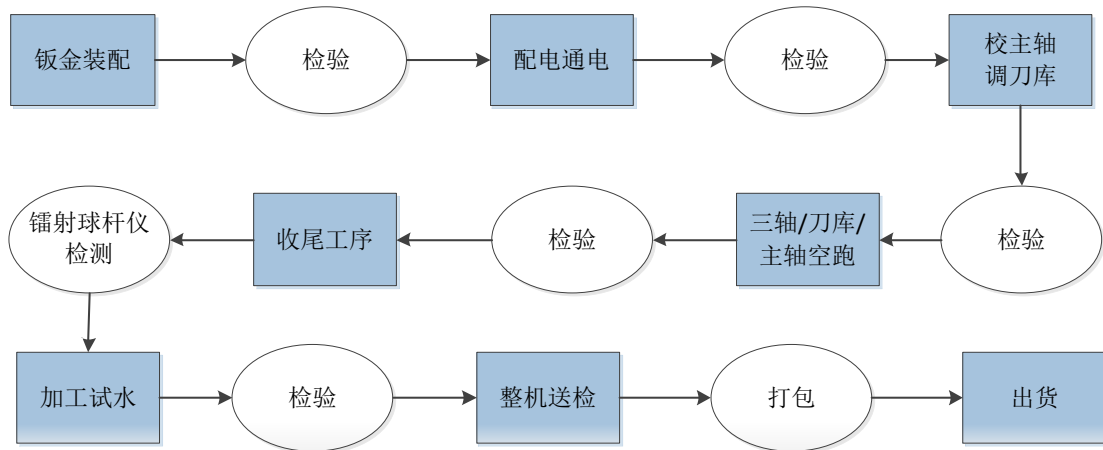 钣金装配
检验
配电通电
检验
校主轴
调刀库
检验
三轴/刀库/
主轴空跑
检验
收尾工序
镭射球杆仪
检测
加工试水
检验
整机送检
打包
出货